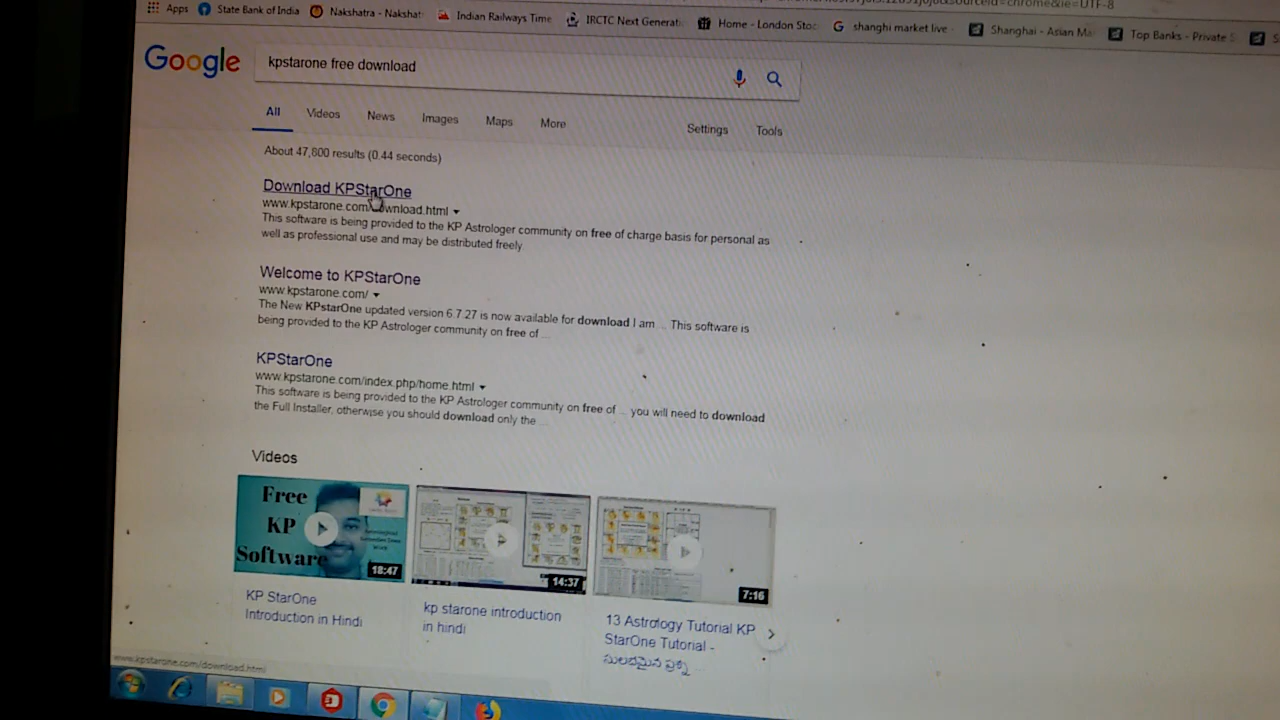 Apps State Bank of India Nakshatra - Nakshat Indian Railways Time IRCTC Next Generati Home - London Stoc shanghi market live - Shanghai - Asian Ma Top Banks - Private S
Google kpstarone free download
All Videos News Images Maps More Settings Tools
About 47,800 results (0.44 seconds)
Download KPStarOne
www.kpstarone.com/download.html
This software is being provided to the KP Astrologer community on free of charge basis for personal as
well as professional use and may be distributed freely.
Welcome to KPStarOne
www.kpstarone.com/
The New KPstarOne updated version 6.7.27 is now available for download I am ... This software is
being provided to the KP Astrologer community on free of ...
KPStarOne
www.kpstarone.com/index.php/home.html
This software is being provided to the KP Astrologer community on free of ... you will need to download
the Full Installer, otherwise you should download only the ...
Videos
Free
KP
Software
18:47
14:37
7:16
KP StarOne
Introduction in Hindi
kp starone introduction
in hindi
13 Astrology Tutorial KP
StarOne Tutorial -
సులభమైన ప్రశ్న ...
www.kpstarone.com/download.html